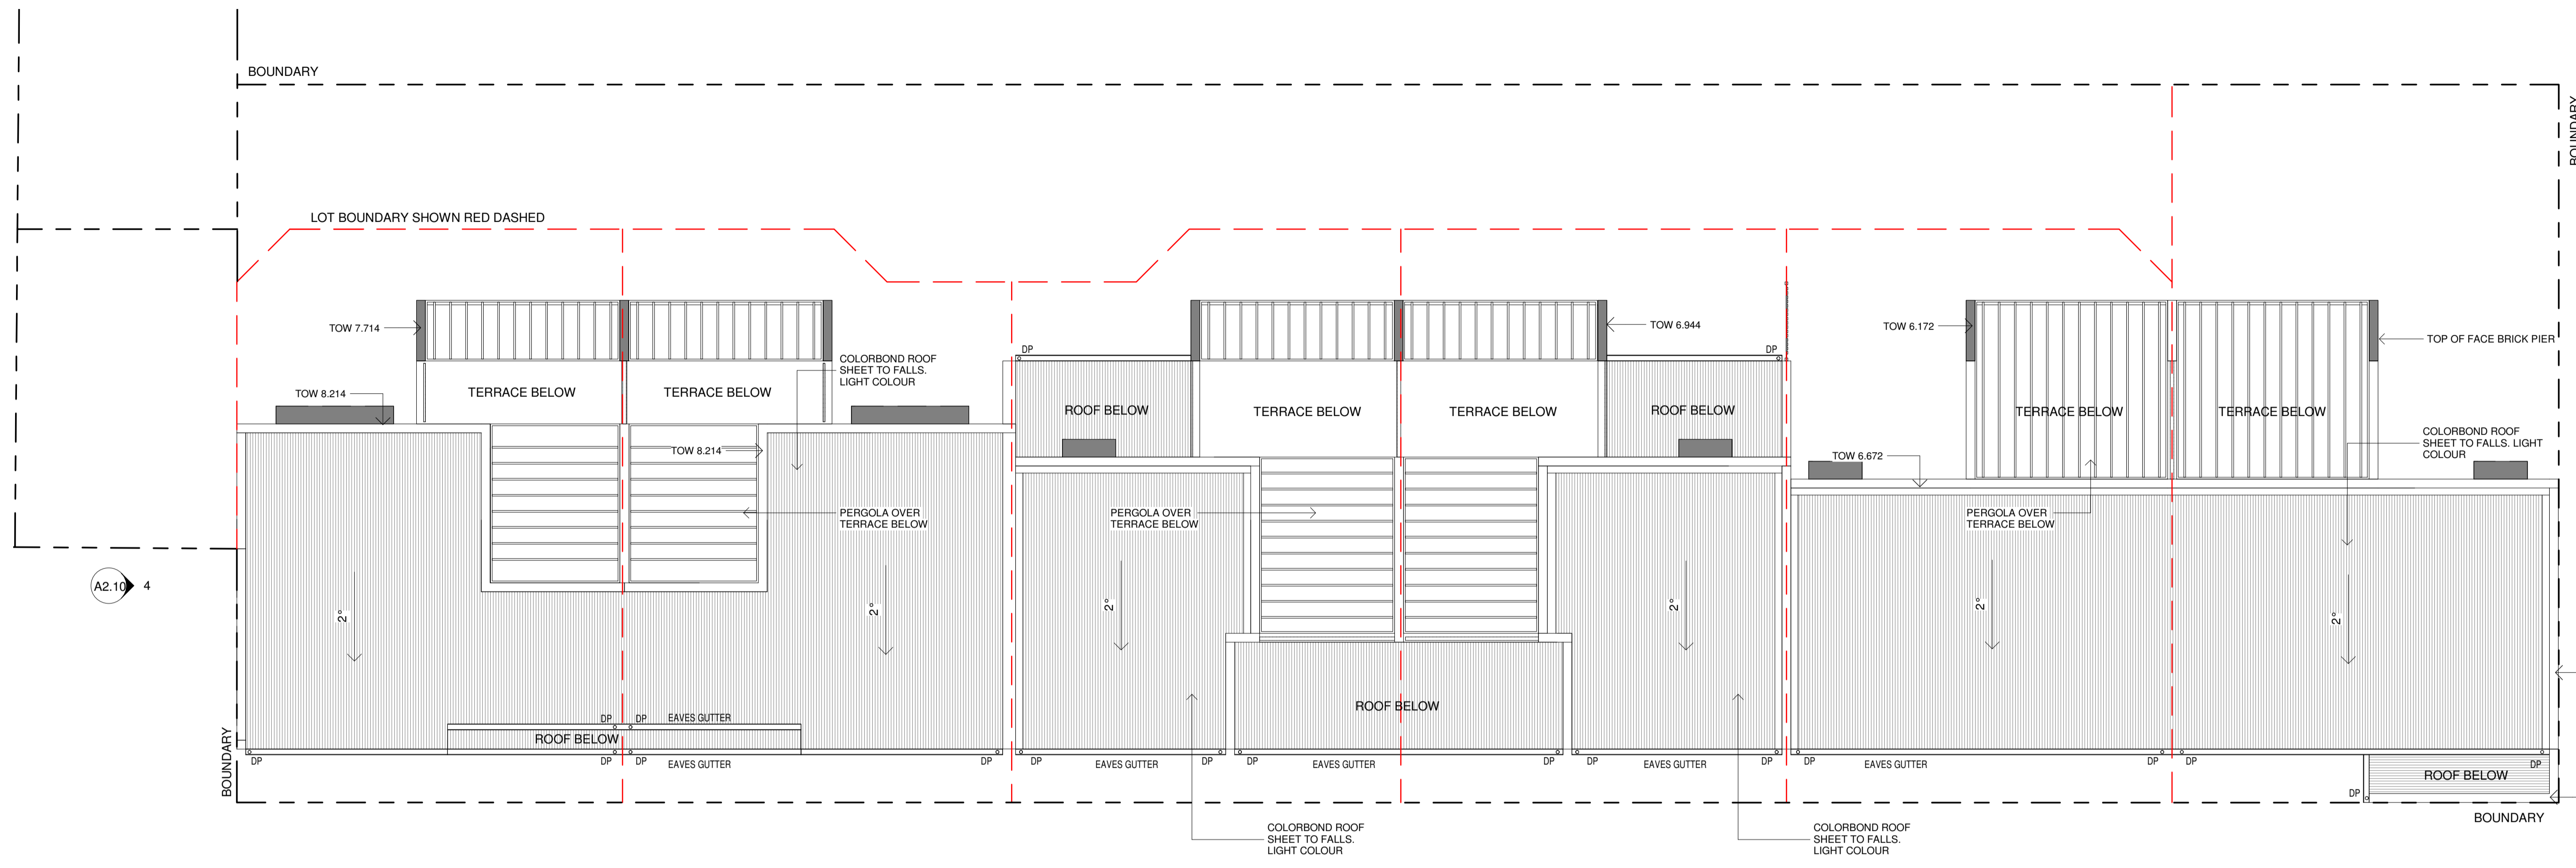 BOUNDARY
BOUNDARY
LOT BOUNDARY SHOWN RED DASHED
TOW 7.714
TOW 6.944
TOW 6.172
TOP OF FACE BRICK PIER
DP
DP
COLORBOND ROOF
SHEET TO FALLS.
LIGHT COLOUR
TOW 8.214
TERRACE BELOW
TERRACE BELOW
ROOF BELOW
TERRACE BELOW
TERRACE BELOW
ROOF BELOW
TERRACE BELOW
TERRACE BELOW
TOW 8.214
TOW 6.672
COLORBOND ROOF
SHEET TO FALLS. LIGHT
COLOUR
PERGOLA OVER
TERRACE BELOW
PERGOLA OVER
TERRACE BELOW
PERGOLA OVER
TERRACE BELOW
A2.10
4
2°
2°
2°
2°
2°
2°
ROOF BELOW
DP
DP
EAVES GUTTER
ROOF BELOW
BOUNDARY
DP
DP
DP
EAVES GUTTER
DP
DP
EAVES GUTTER
DP
DP
EAVES GUTTER
DP
DP
EAVES GUTTER
DP
DP
EAVES GUTTER
DP
DP
DP
ROOF BELOW
DP
BOUNDARY
COLORBOND ROOF
SHEET TO FALLS.
LIGHT COLOUR
COLORBOND ROOF
SHEET TO FALLS.
LIGHT COLOUR